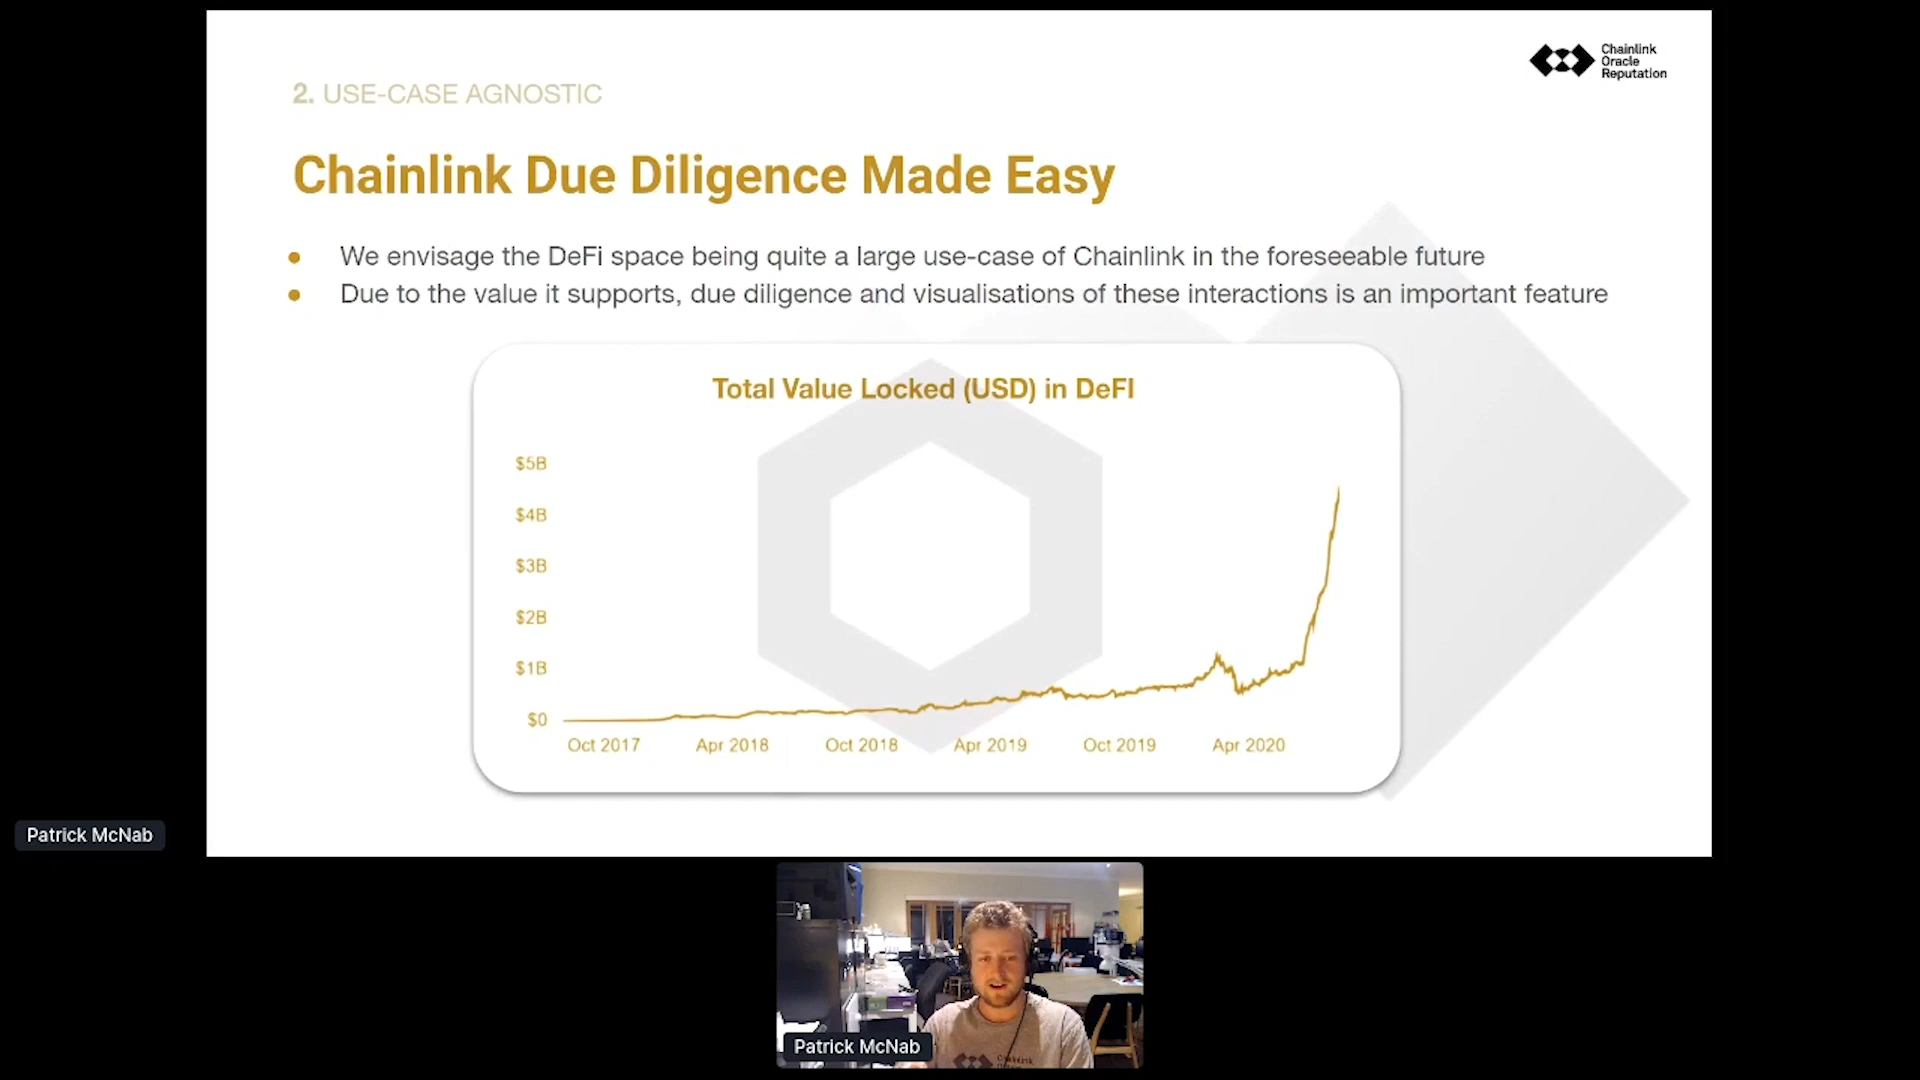 Chainlink
Oracle
Reputation
2. USE-CASE AGNOSTIC
Chainlink Due Diligence Made Easy
● We envisage the DeFi space being quite a large use-case of Chainlink in the foreseeable future
● Due to the value it supports, due diligence and visualisations of these interactions is an important feature
Total Value Locked (USD) in DeFI
$5B
$4B
$3B
$2B
$1B
$0
Oct 2017 Apr 2018 Oct 2018 Apr 2019 Oct 2019 Apr 2020
Patrick McNab
Patrick McNab
Chainlink